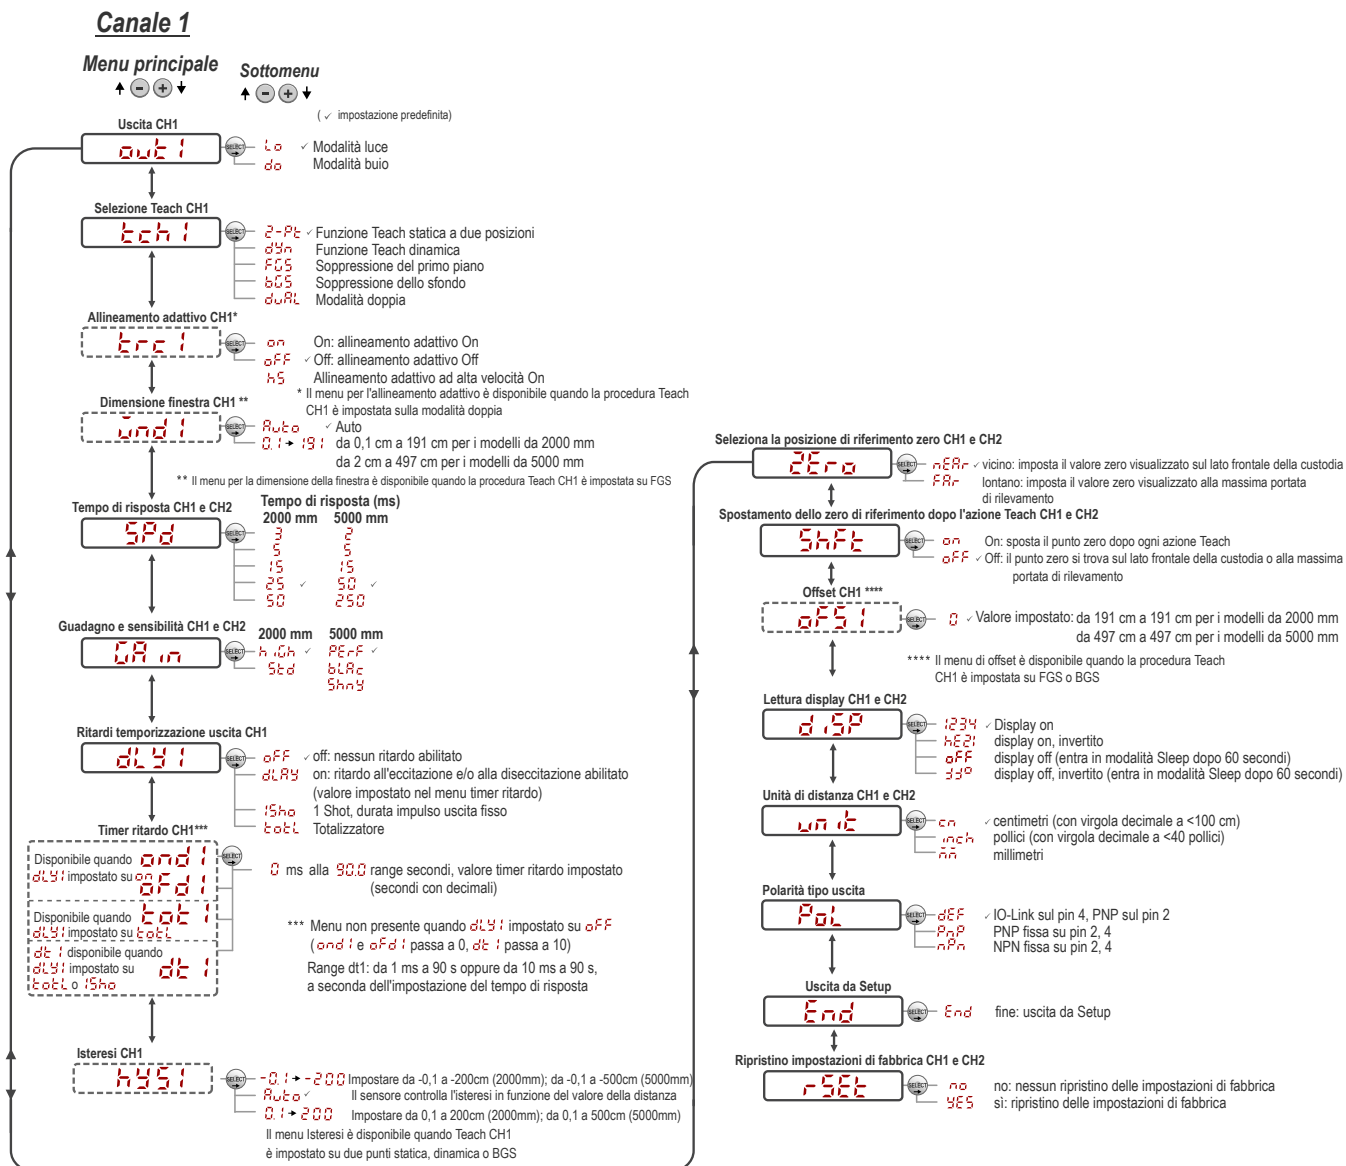 Canale 1
Menu principale
Sottomenu
- +
- +
( ✓ impostazione predefinita)
Uscita CH1
out1
SELECT
Lo ✓ Modalità luce
do Modalità buio
Selezione Teach CH1
tch1
SELECT
2-Pt ✓ Funzione Teach statica a due posizioni
dYn Funzione Teach dinamica
FGS Soppressione del primo piano
bGS Soppressione dello sfondo
duAL Modalità doppia
Allineamento adattivo CH1*
trc1
SELECT
on On: allineamento adattivo On
oFF ✓ Off: allineamento adattivo Off
hS Allineamento adattivo ad alta velocità On
* Il menu per l'allineamento adattivo è disponibile quando la procedura Teach
CH1 è impostata sulla modalità doppia
Dimensione finestra CH1 **
wnd1
SELECT
Auto ✓ Auto
0.1 → 191 da 0,1 cm a 191 cm per i modelli da 2000 mm
da 2 cm a 497 cm per i modelli da 5000 mm
** Il menu per la dimensione della finestra è disponibile quando la procedura Teach CH1 è impostata su FGS
Tempo di risposta CH1 e CH2
SPd
SELECT
Tempo di risposta (ms)
2000 mm 5000 mm
3 2
5 5
15 15
25 ✓ 50 ✓
50 250
Guadagno e sensibilità CH1 e CH2
GAin
SELECT
2000 mm 5000 mm
hiGh ✓ PErF ✓
Std bLAc
ShnY
Ritardi temporizzazione uscita CH1
dLY1
SELECT
oFF ✓ off: nessun ritardo abilitato
dLAY on: ritardo all'eccitazione e/o alla diseccitazione abilitato
(valore impostato nel menu timer ritardo)
1Sho 1 Shot, durata impulso uscita fisso
totL Totalizzatore
Timer ritardo CH1***
Disponibile quando ond1
dLY1 impostato su on oFd1
SELECT
0 ms alla 90.0 range secondi, valore timer ritardo impostato
(secondi con decimali)
Disponibile quando tot1
dLY1 impostato su totL
dt1 disponibile quando
dLY1 impostato su dt1
totL o 1Sho
*** Menu non presente quando dLY1 impostato su oFF
(ond1 e oFd1 passa a 0, dt1 passa a 10)
Range dt1: da 1 ms a 90 s oppure da 10 ms a 90 s,
a seconda dell'impostazione del tempo di risposta
Isteresi CH1
hYS1
SELECT
-0.1 → -200 Impostare da -0,1 a -200cm (2000mm); da -0,1 a -500cm (5000mm)
Auto ✓ Il sensore controlla l'isteresi in funzione del valore della distanza
0.1 → 200 Impostare da 0,1 a 200cm (2000mm); da 0,1 a 500cm (5000mm)
Il menu Isteresi è disponibile quando Teach CH1
è impostato su due punti statica, dinamica o BGS
Seleziona la posizione di riferimento zero CH1 e CH2
ZEro
SELECT
nEAr ✓ vicino: imposta il valore zero visualizzato sul lato frontale della custodia
FAr lontano: imposta il valore zero visualizzato alla massima portata
di rilevamento
Spostamento dello zero di riferimento dopo l'azione Teach CH1 e CH2
ShFt
SELECT
on On: sposta il punto zero dopo ogni azione Teach
oFF ✓ Off: il punto zero si trova sul lato frontale della custodia o alla massima
portata di rilevamento
Offset CH1 ****
oFS1
SELECT
0 ✓ Valore impostato: da 191 cm a 191 cm per i modelli da 2000 mm
da 497 cm a 497 cm per i modelli da 5000 mm
**** Il menu di offset è disponibile quando la procedura Teach
CH1 è impostata su FGS o BGS
Lettura display CH1 e CH2
diSP
SELECT
1234 ✓ Display on
hEZ1 display on, invertito
oFF display off (entra in modalità Sleep dopo 60 secondi)
display off, invertito (entra in modalità Sleep dopo 60 secondi)
Unità di distanza CH1 e CH2
unit
SELECT
cn ✓ centimetri (con virgola decimale a <100 cm)
inch pollici (con virgola decimale a <40 pollici)
millimetri
Polarità tipo uscita
PoL
SELECT
dEF ✓ IO-Link sul pin 4, PNP sul pin 2
PnP PNP fissa su pin 2, 4
nPn NPN fissa su pin 2, 4
Uscita da Setup
End
SELECT
End fine: uscita da Setup
Ripristino impostazioni di fabbrica CH1 e CH2
rSEt
SELECT
no no: nessun ripristino delle impostazioni di fabbrica
YES sì: ripristino delle impostazioni di fabbrica